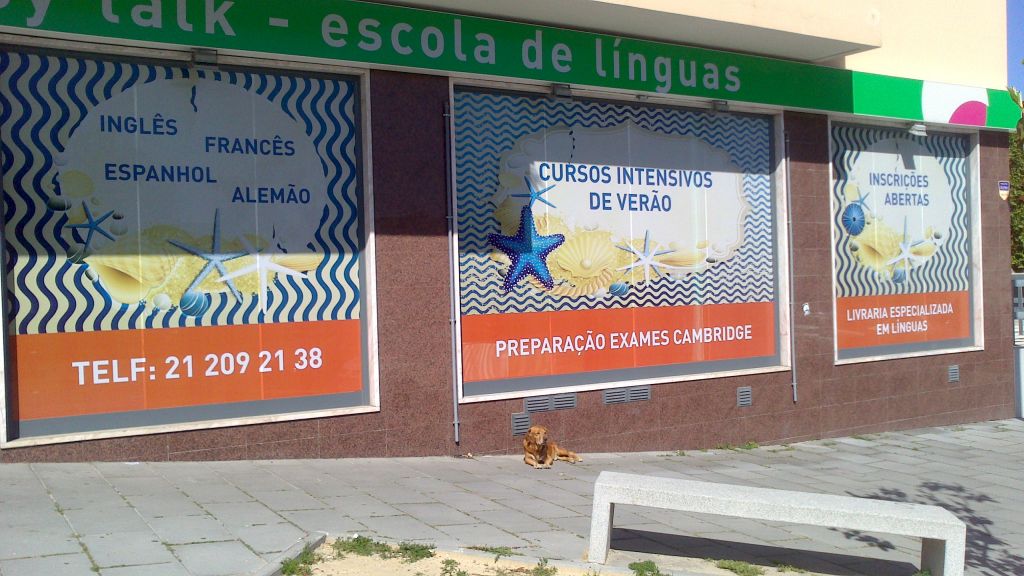 talk - escola de línguas
INGLÊS
FRANCÊS
ESPANHOL
ALEMÃO
TELF: 21 209 21 38
CURSOS INTENSIVOS
DE VERÃO
PREPARAÇÃO EXAMES CAMBRIDGE
INSCRIÇÕES
ABERTAS
LIVRARIA ESPECIALIZADA
EM LÍNGUAS